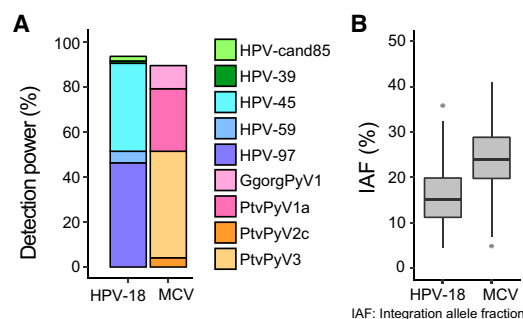 A
Detection power (%)
100
80
60
40
20
0
HPV-18
MCV
HPV-cand85
HPV-39
HPV-45
HPV-59
HPV-97
GgorgPyV1
PtvPyV1a
PtvPyV2c
PtvPyV3
B
IAF (%)
50
40
30
20
10
0
HPV-18
MCV
IAF: Integration allele fraction